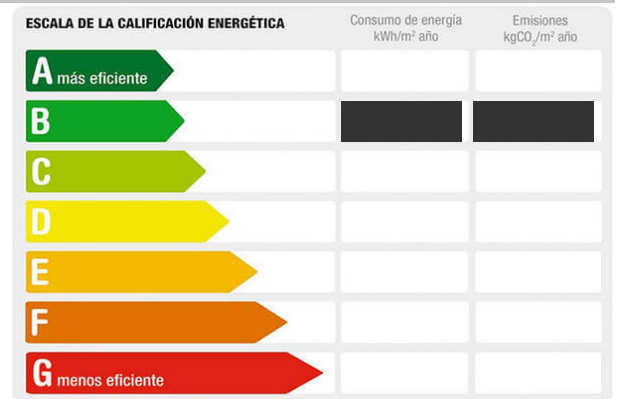 ESCALA DE LA CALIFICACIÓN ENERGÉTICA
Consumo de energía
kWh/m² año
Emisiones
kgCO₂/m² año
A más eficiente
B
C
D
E
F
G menos eficiente